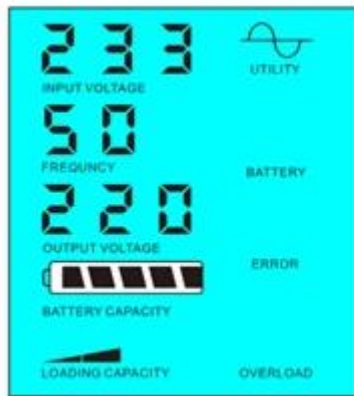 233
INPUT VOLTAGE
UTILITY
50
FREQUNCY
BATTERY
220
OUTPUT VOLTAGE
ERROR
BATTERY CAPACITY
LOADING CAPACITY
OVERLOAD